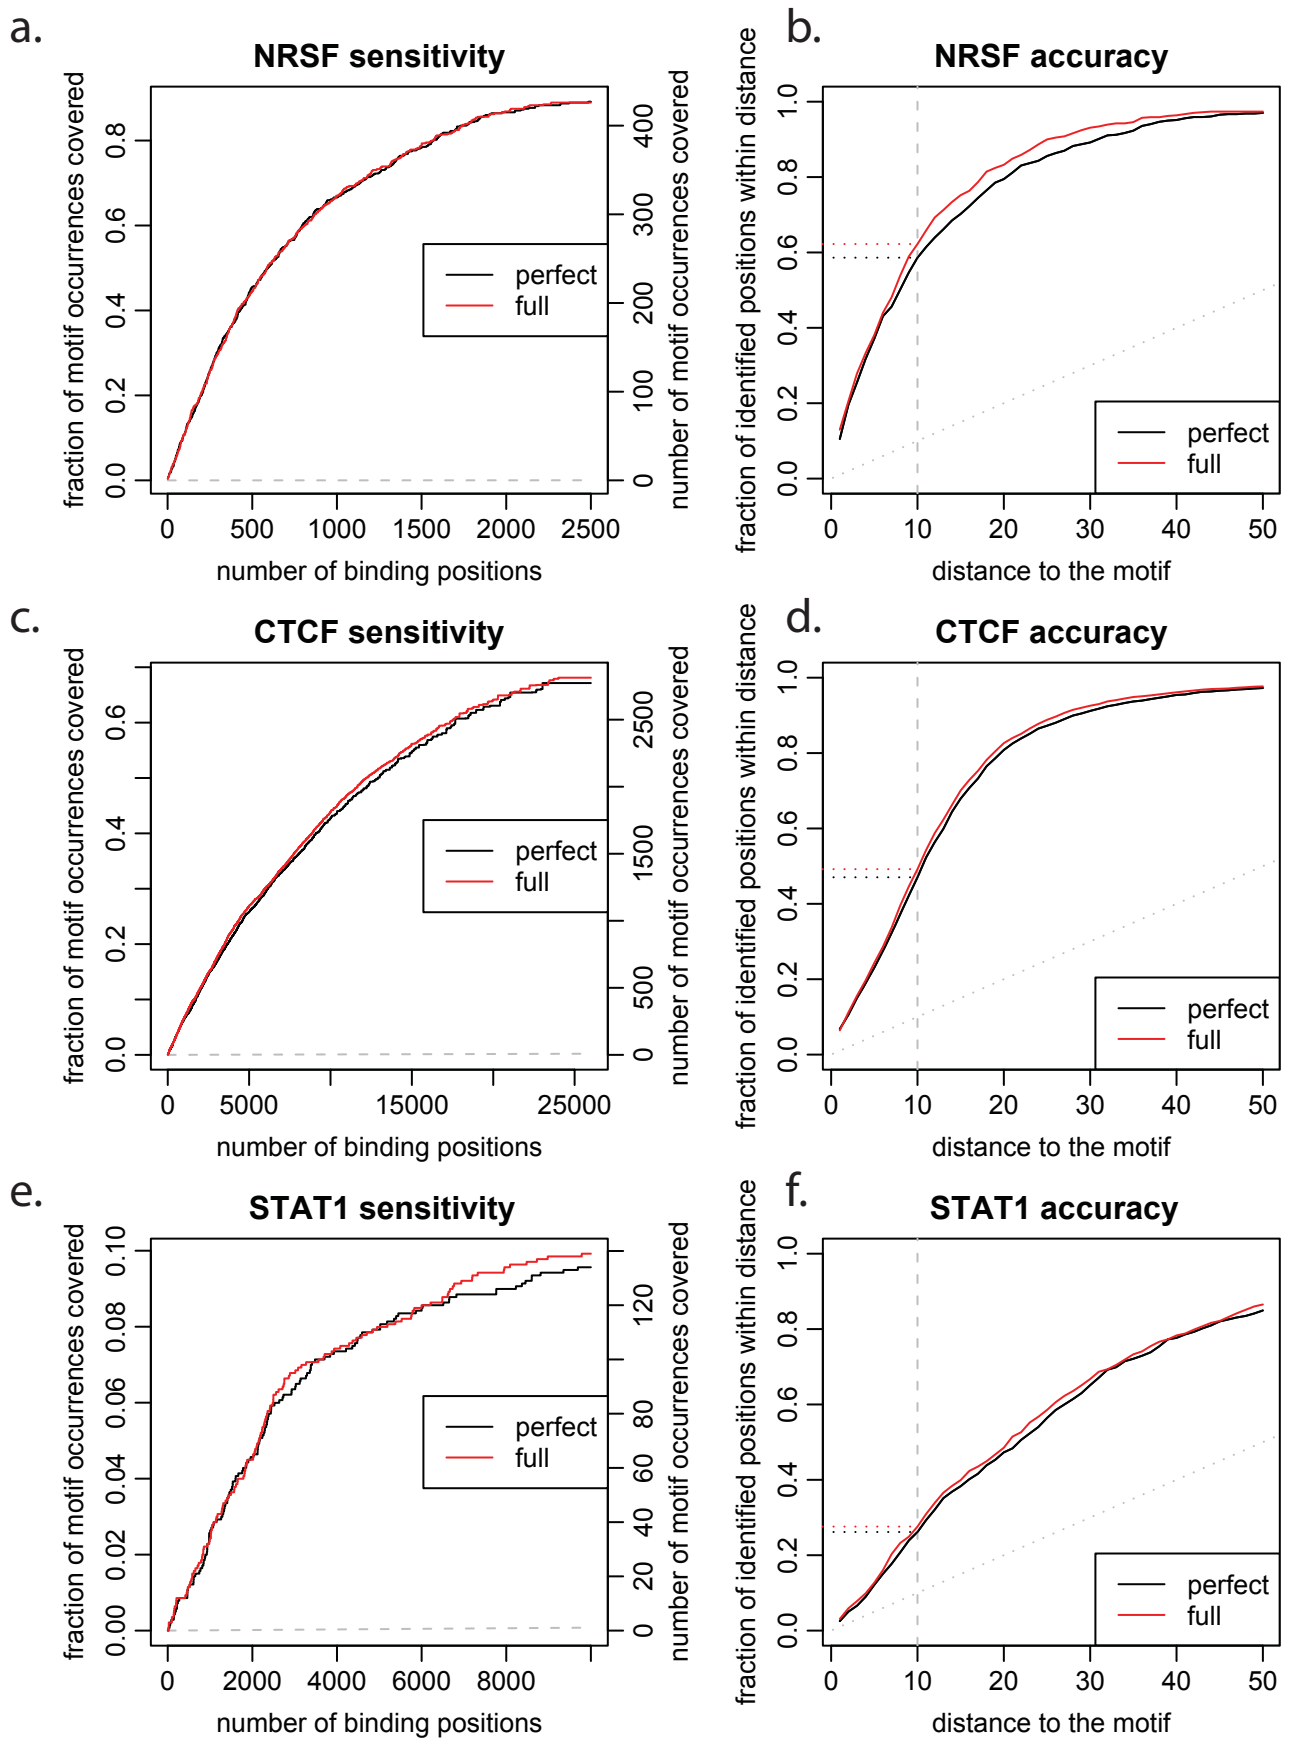 a.
NRSF sensitivity
fraction of motif occurrences covered
0.0 0.2 0.4 0.6 0.8
number of motif occurrences covered
0 100 200 300 400
perfect
full
0 500 1000 1500 2000 2500
number of binding positions
b.
NRSF accuracy
fraction of identified positions within distance
0.0 0.2 0.4 0.6 0.8 1.0
perfect
full
0 10 20 30 40 50
distance to the motif
c.
CTCF sensitivity
fraction of motif occurrences covered
0.0 0.2 0.4 0.6
number of motif occurrences covered
0 500 1500 2500
perfect
full
0 5000 15000 25000
number of binding positions
d.
CTCF accuracy
fraction of identified positions within distance
0.0 0.2 0.4 0.6 0.8 1.0
perfect
full
0 10 20 30 40 50
distance to the motif
e.
STAT1 sensitivity
fraction of motif occurrences covered
0.00 0.02 0.04 0.06 0.08 0.10
number of motif occurrences covered
0 20 40 60 80 120
perfect
full
0 2000 4000 6000 8000
number of binding positions
f.
STAT1 accuracy
fraction of identified positions within distance
0.0 0.2 0.4 0.6 0.8 1.0
perfect
full
0 10 20 30 40 50
distance to the motif